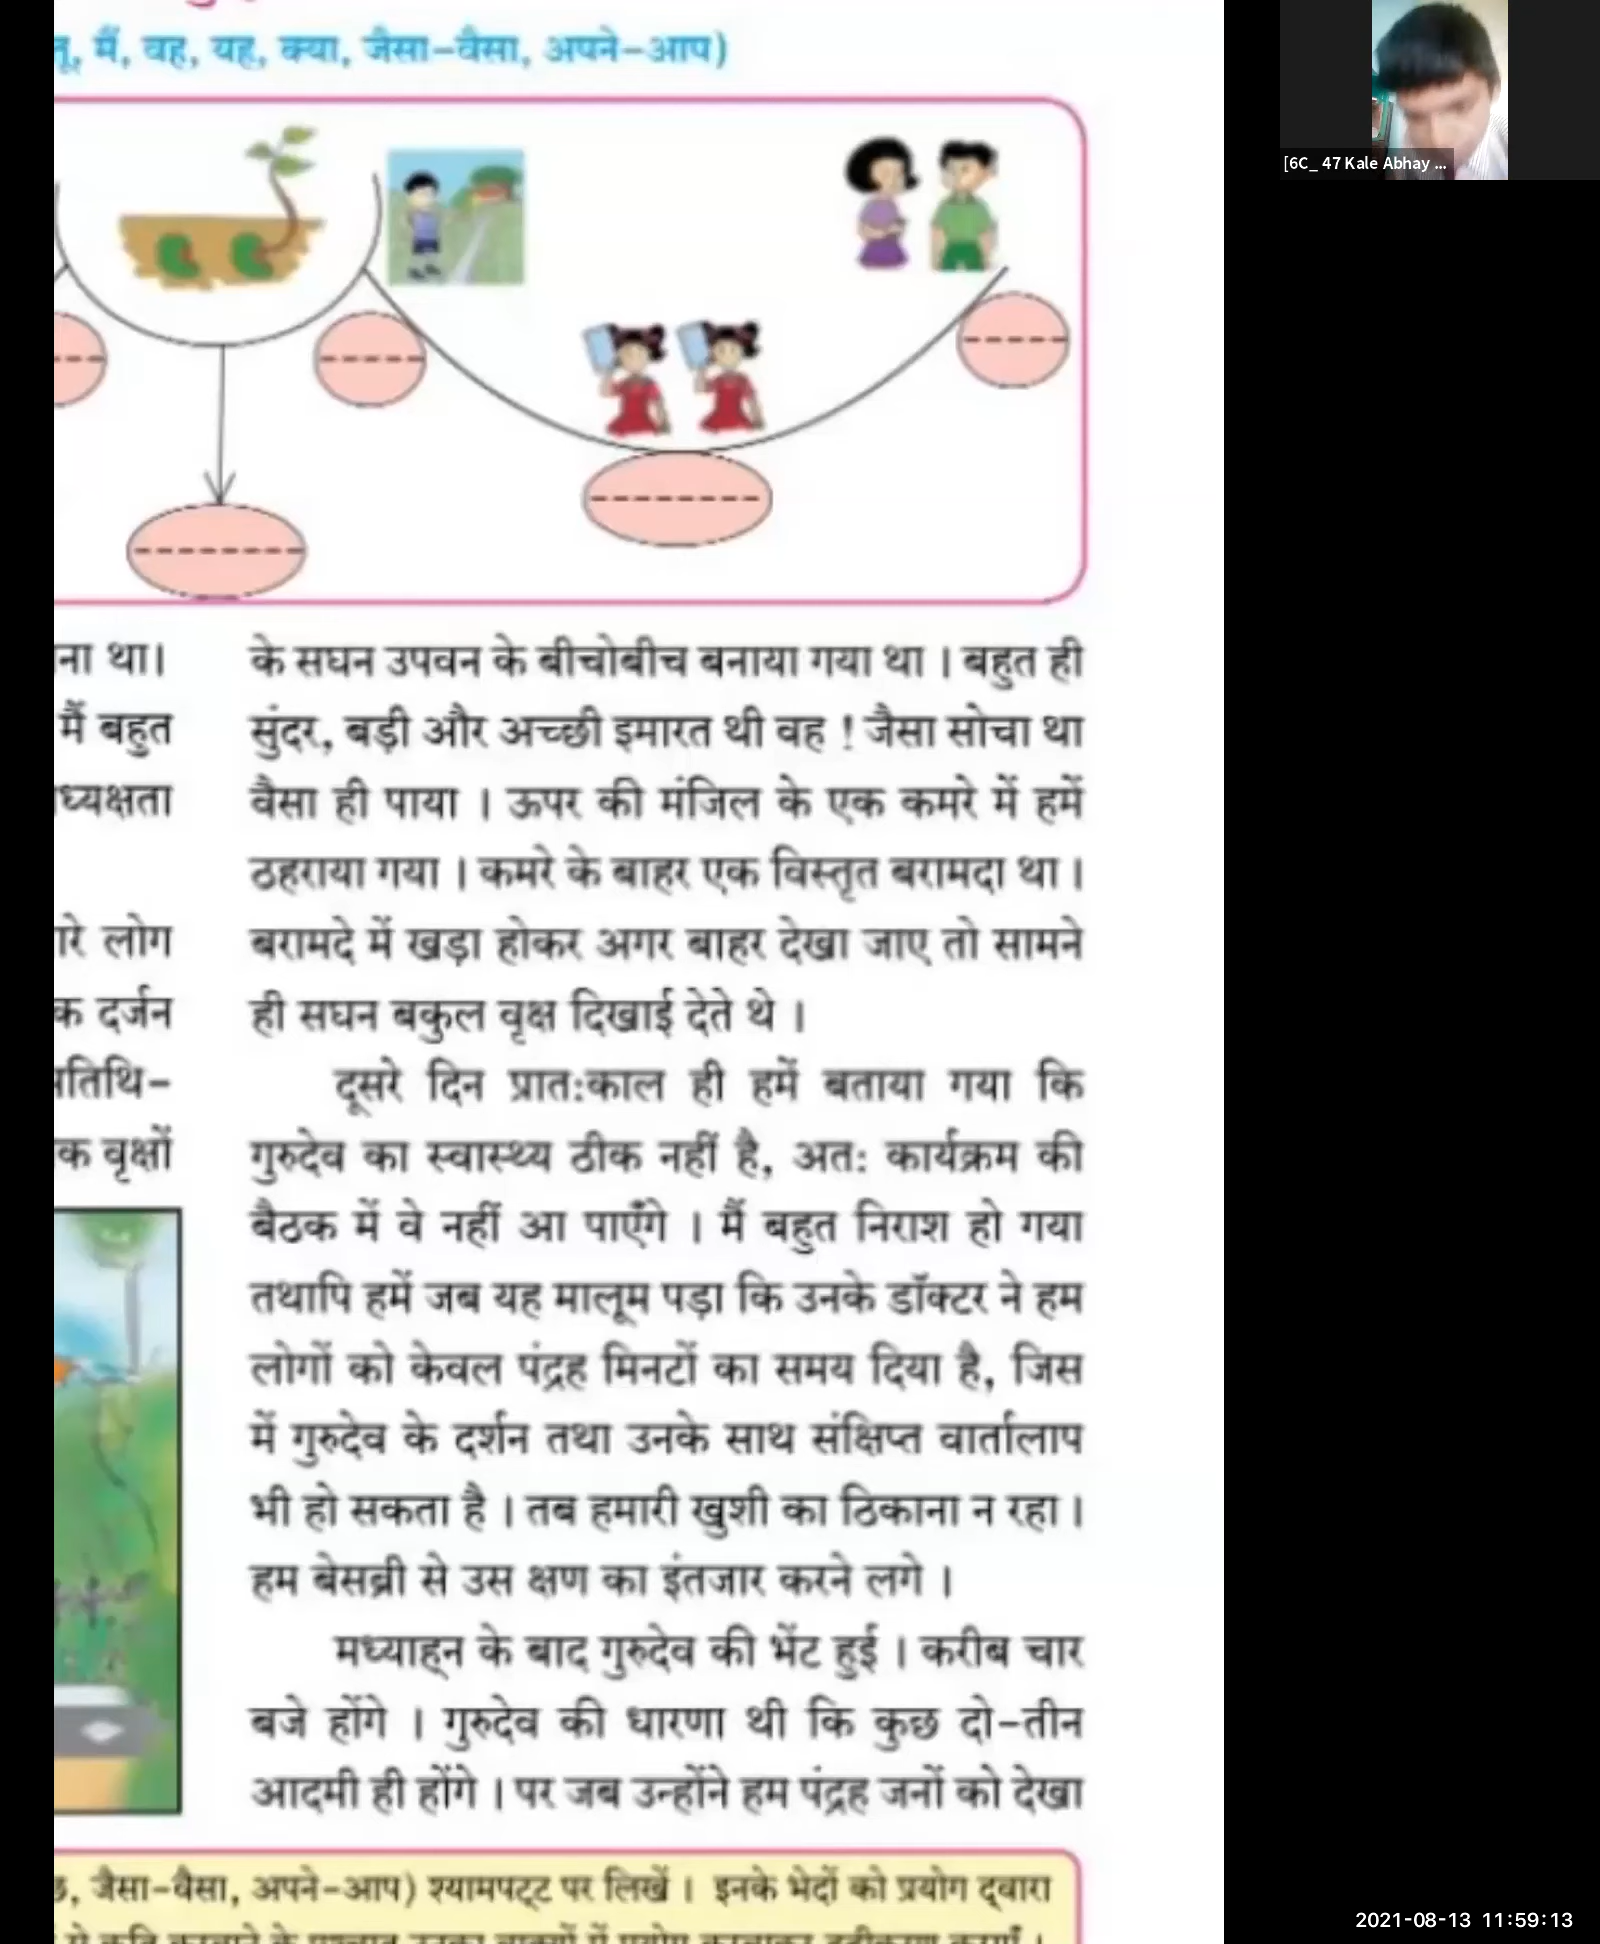 तू, मैं, वह, यह, क्या, जैसा-वैसा, अपने-आप)
[6C_ 47 Kale Abhay ...
ना था।
मैं बहुत
ध्यक्षता
लोग
दर्जन
वृक्षों
के सघन उपवन के बीचोबीच बनाया गया था । बहुत ही
सुंदर, बड़ी और अच्छी इमारत थी वह ! जैसा सोचा था
वैसा ही पाया । ऊपर की मंजिल के एक कमरे में हमें
ठहराया गया । कमरे के बाहर एक विस्तृत बरामदा था ।
बरामदे में खड़ा होकर अगर बाहर देखा जाए तो सामने
ही सघन बकुल वृक्ष दिखाई देते थे ।
दूसरे दिन प्रातःकाल ही हमें बताया गया कि
गुरुदेव का स्वास्थ्य ठीक नहीं है, अतः कार्यक्रम की
बैठक में वे नहीं आ पाएँगे । मैं बहुत निराश हो गया
तथापि हमें जब यह मालूम पड़ा कि उनके डॉक्टर ने हम
लोगों को केवल पंद्रह मिनटों का समय दिया है, जिस
में गुरुदेव के दर्शन तथा उनके साथ संक्षिप्त वार्तालाप
भी हो सकता है । तब हमारी खुशी का ठिकाना न रहा ।
हम बेसब्री से उस क्षण का इंतजार करने लगे ।
मध्याह्न के बाद गुरुदेव की भेंट हुई । करीब चार
बजे होंगे । गुरुदेव की धारणा थी कि कुछ दो-तीन
आदमी ही होंगे । पर जब उन्होंने हम पंद्रह जनों को देखा
जैसा-वैसा, अपने-आप) श्यामपट्ट पर लिखें । इनके भेदों को प्रयोग द्वारा
2021-08-13 11:59:13